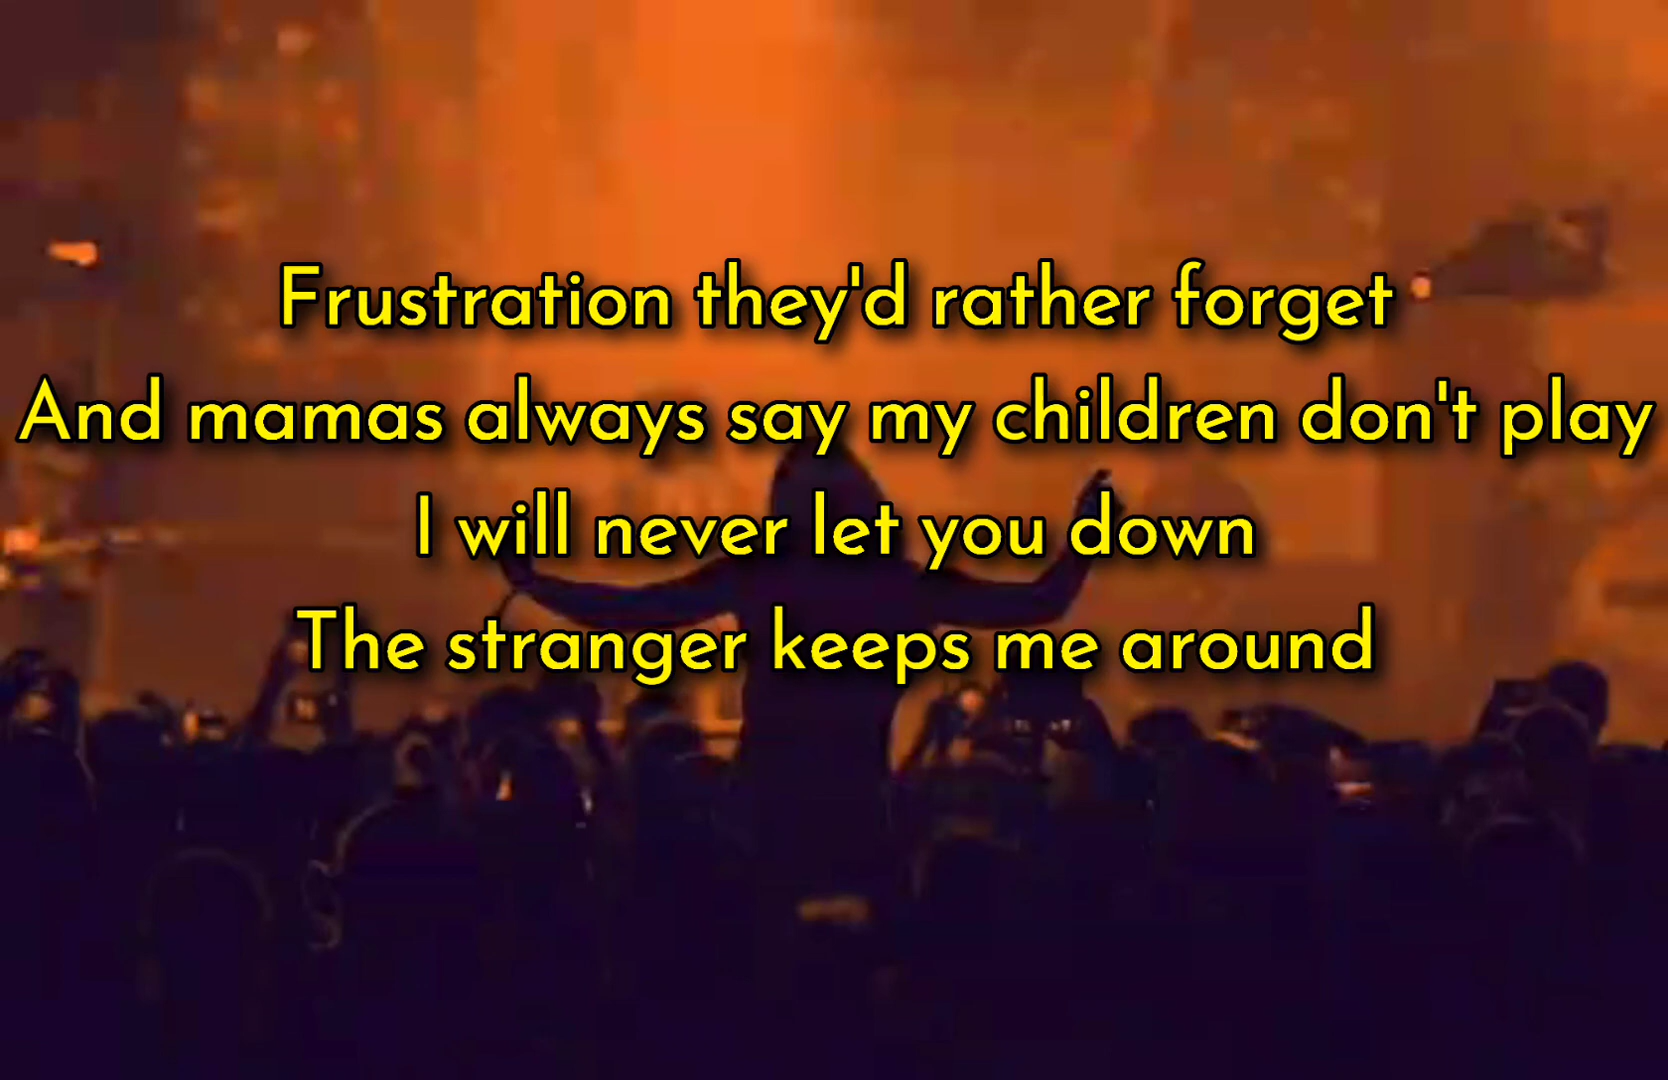 Frustration they'd rather forget
And mamas always say my children don't play
I will never let you down
The stranger keeps me around